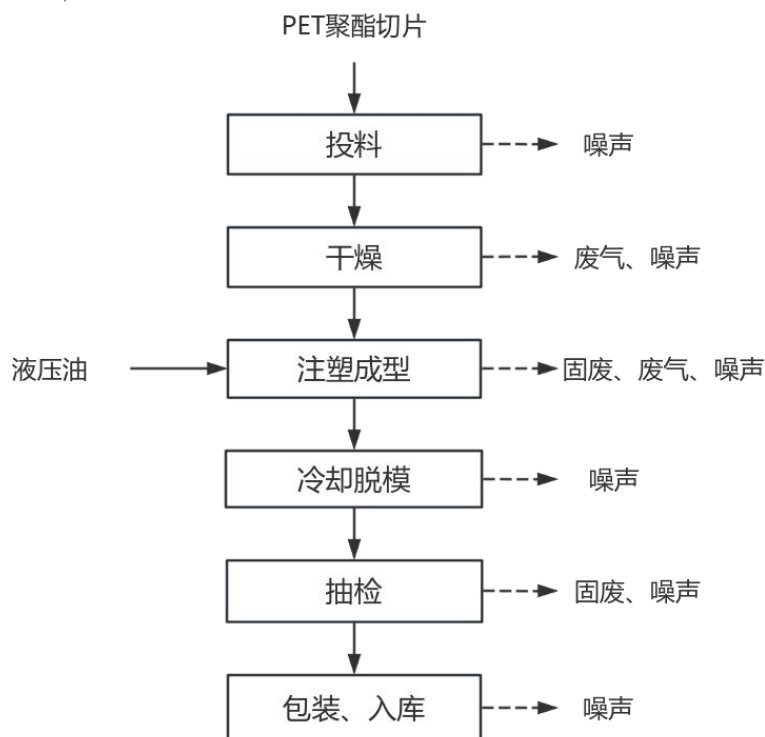 PET聚酯切片
投料
噪声
干燥
废气、噪声
液压油
注塑成型
固废、废气、噪声
冷却脱模
噪声
抽检
固废、噪声
包装、入库
噪声